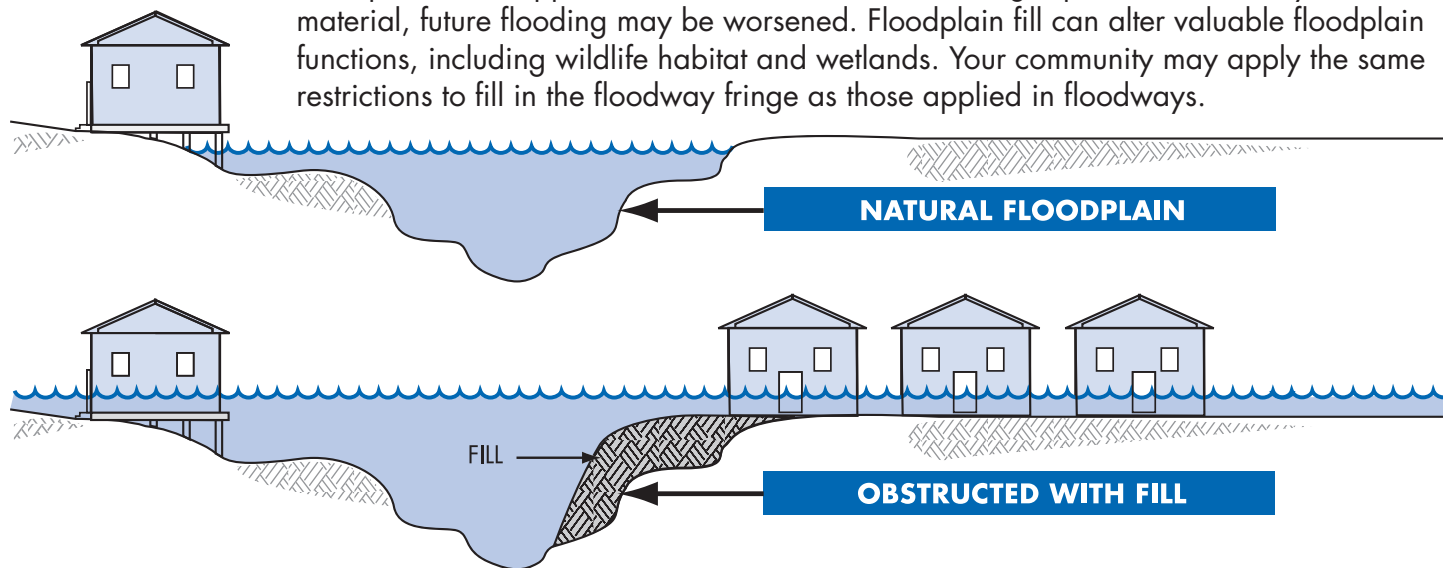 material, future flooding may be worsened. Floodplain fill can alter valuable floodplain
functions, including wildlife habitat and wetlands. Your community may apply the same
restrictions to fill in the floodway fringe as those applied in floodways.
NATURAL FLOODPLAIN
FILL
OBSTRUCTED WITH FILL